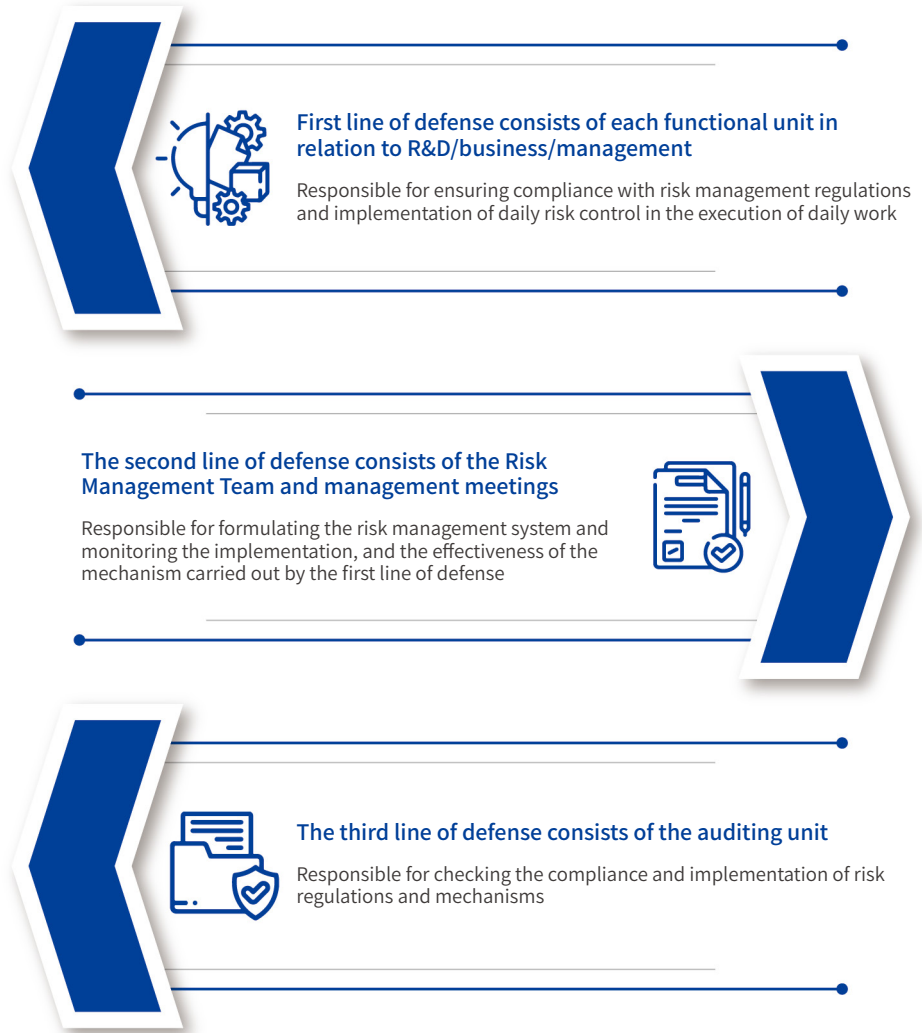 First line of defense consists of each functional unit in
relation to R&D/business/management
Responsible for ensuring compliance with risk management regulations
and implementation of daily risk control in the execution of daily work
The second line of defense consists of the Risk
Management Team and management meetings
Responsible for formulating the risk management system and
monitoring the implementation, and the effectiveness of the
mechanism carried out by the first line of defense
The third line of defense consists of the auditing unit
Responsible for checking the compliance and implementation of risk
regulations and mechanisms